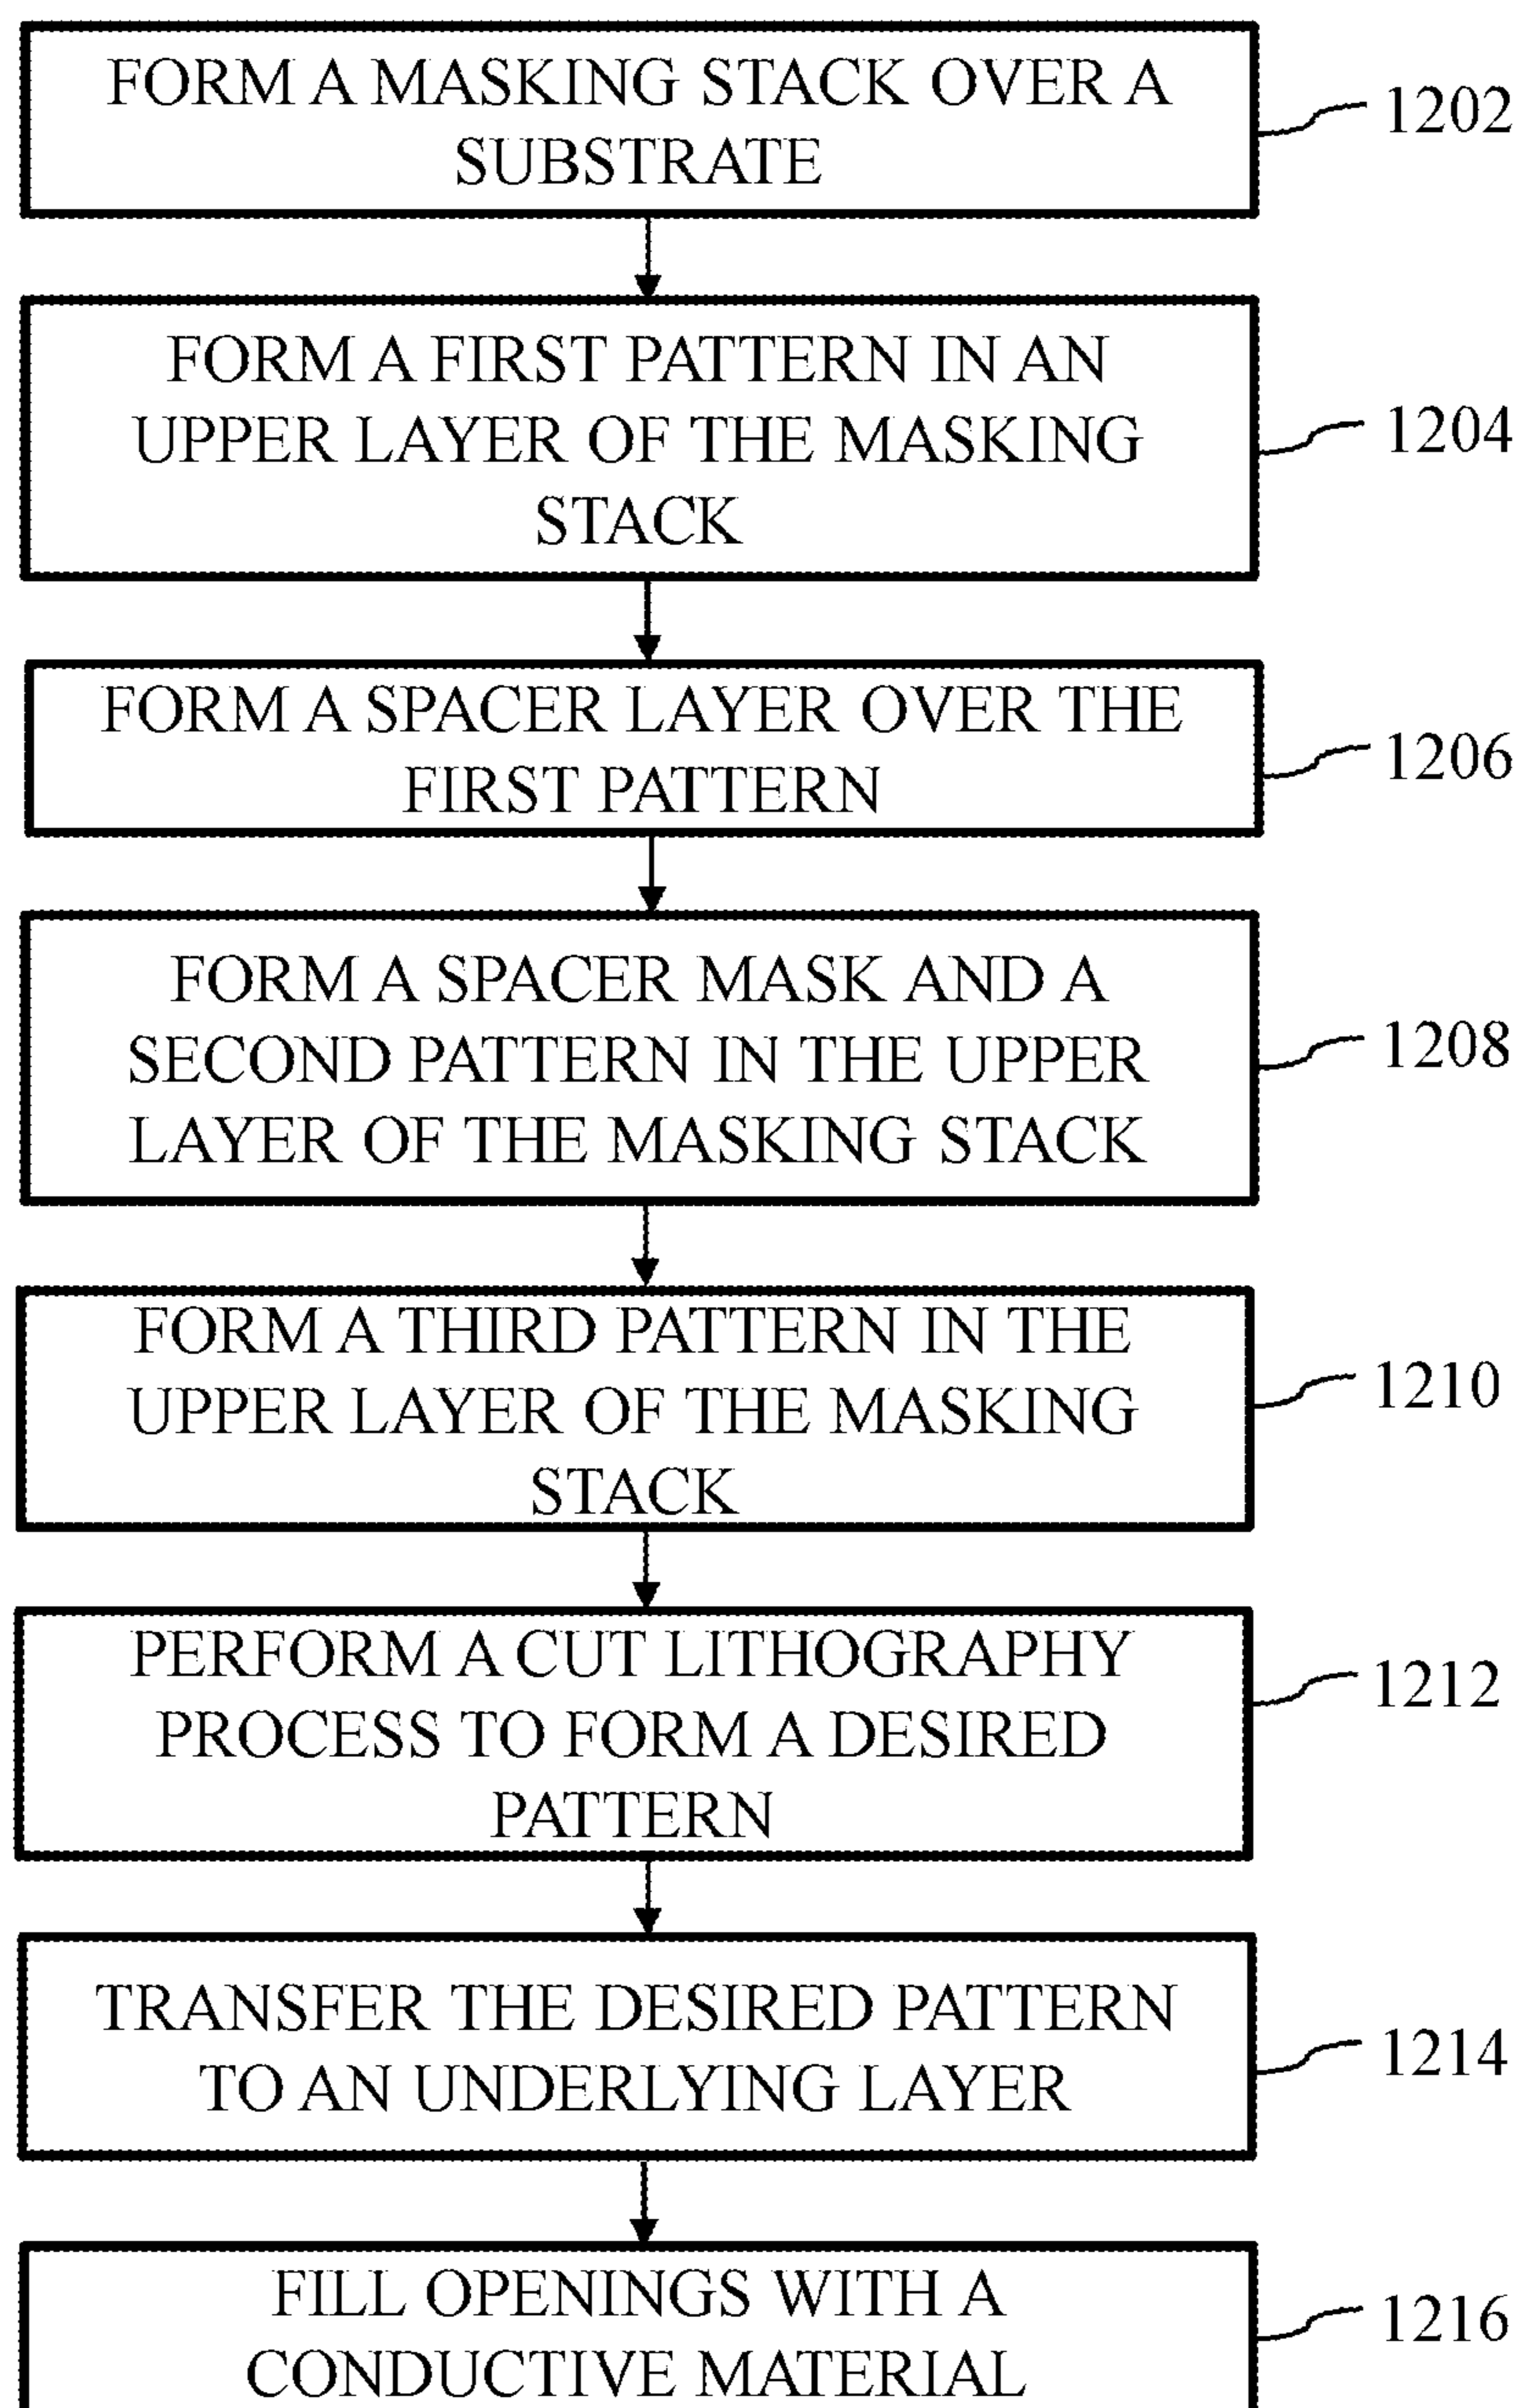 FORM A MASKING STACK OVER A
SUBSTRATE
1202
FORM A FIRST PATTERN IN AN
UPPER LAYER OF THE MASKING
STACK
1204
FORM A SPACER LAYER OVER THE
FIRST PATTERN
1206
FORM A SPACER MASK AND A
SECOND PATTERN IN THE UPPER
LAYER OF THE MASKING STACK
1208
FORM A THIRD PATTERN IN THE
UPPER LAYER OF THE MASKING
STACK
1210
PERFORM A CUT LITHOGRAPHY
PROCESS TO FORM A DESIRED
PATTERN
1212
TRANSFER THE DESIRED PATTERN
TO AN UNDERLYING LAYER
1214
FILL OPENINGS WITH A
CONDUCTIVE MATERIAL
1216